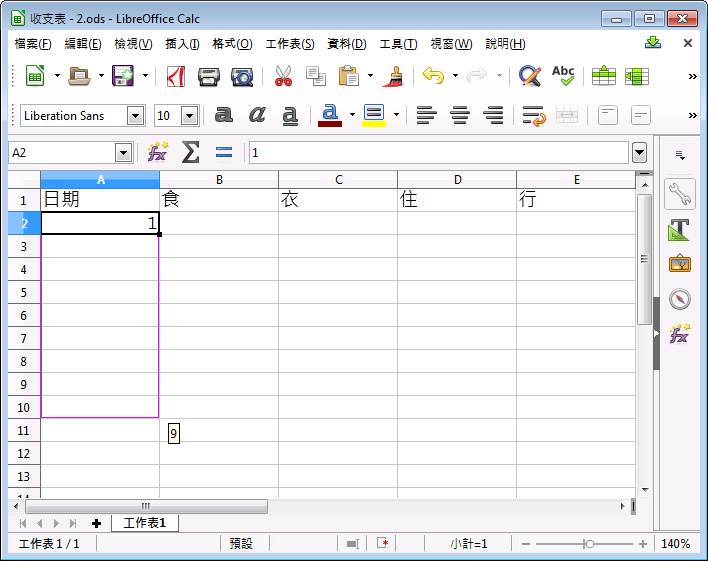 收支表 - 2.ods - LibreOffice Calc
檔案(F) 編輯(E) 檢視(V) 插入(I) 格式(O) 工作表(S) 資料(D) 工具(T) 視窗(W) 說明(H)
Abc
Liberation Sans 10 a a a a
A2 fx Σ = 1
A B C D E
1 日期 食 衣 住 行
2 1
3
4
5
6
7
8
9
10
11 9
12
13
14
工作表1
工作表 1 / 1 預設 小計=1 140%